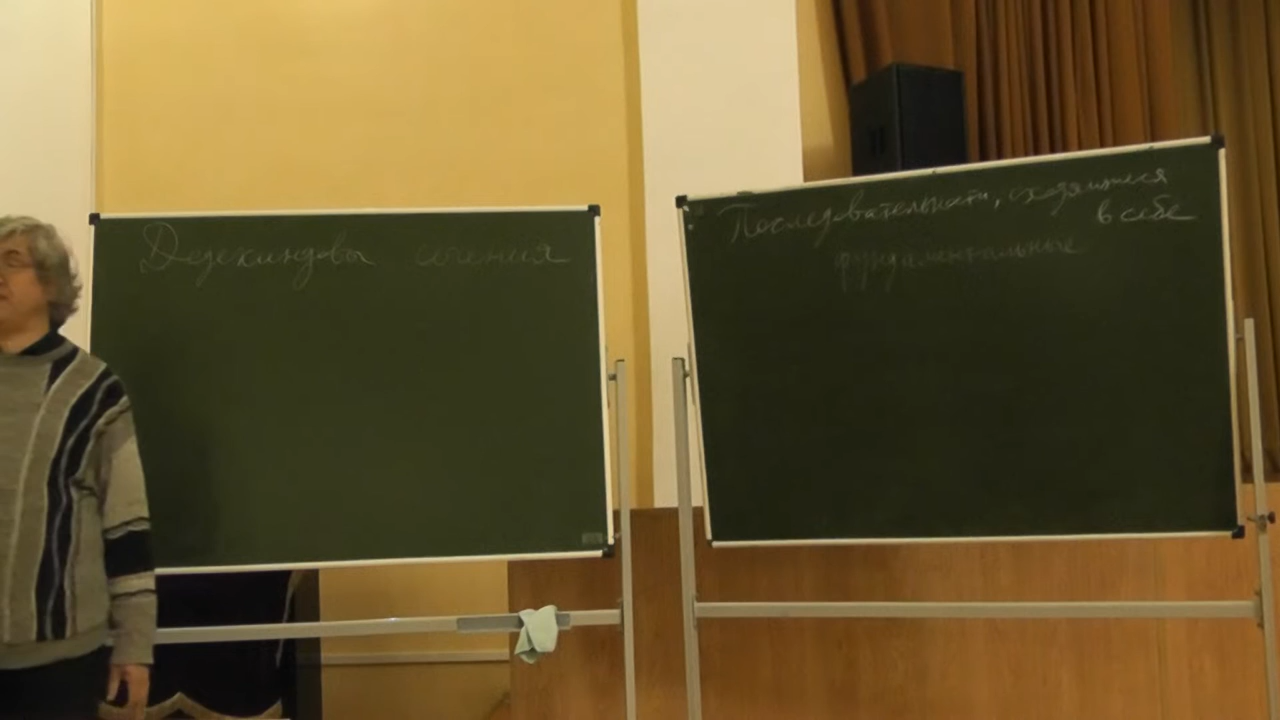 Дедекиндовы сечения
Последовательности, сходящиеся
в себе
фундаментальные